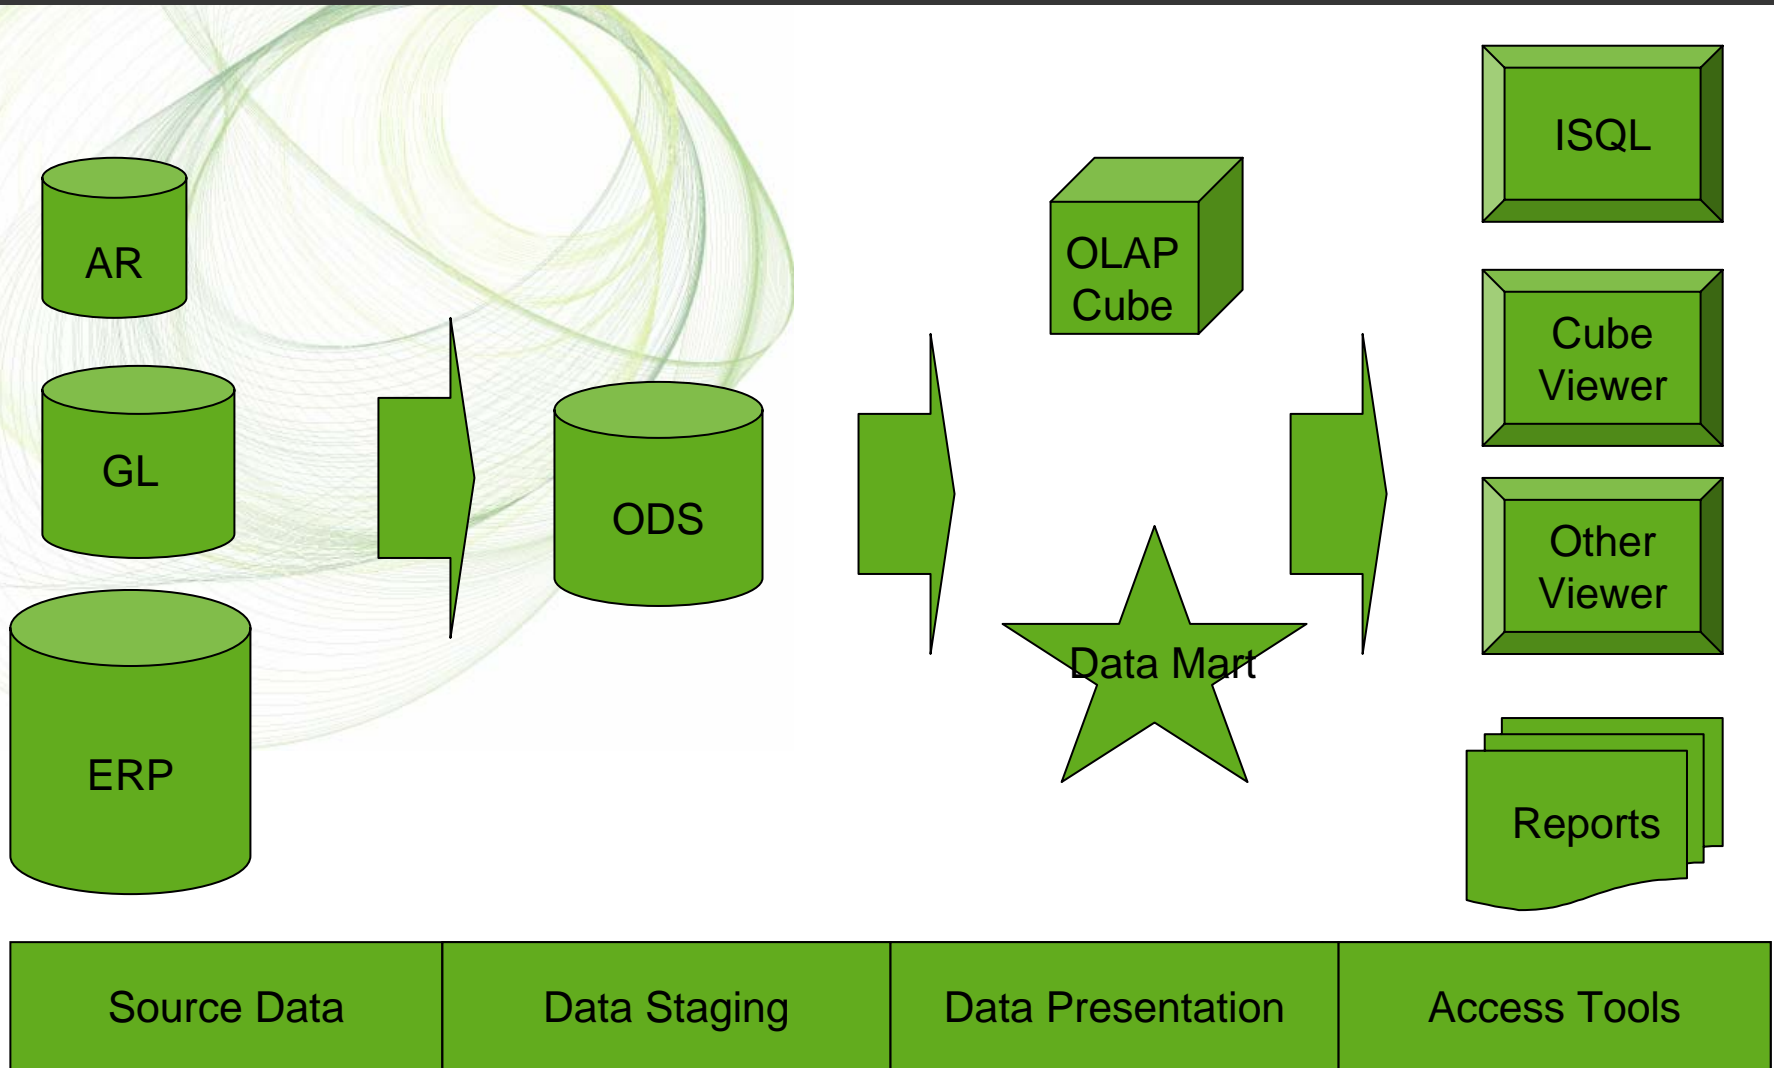 AR
GL
ERP
ODS
OLAP
Cube
Data Mart
ISQL
Cube
Viewer
Other
Viewer
Reports
Source Data
Data Staging
Data Presentation
Access Tools